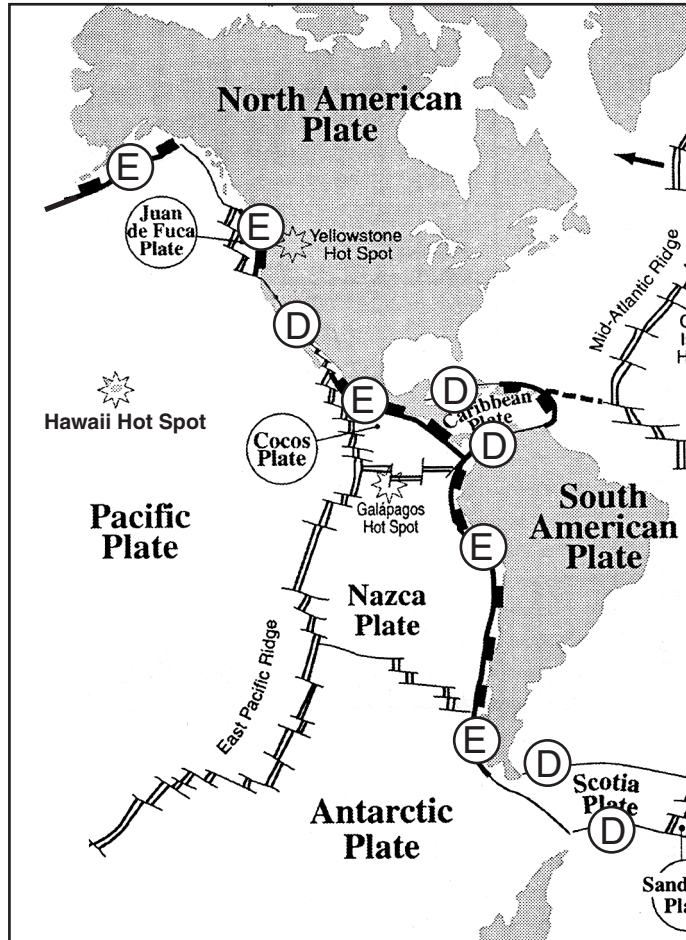 North American
Plate
E
Juan
de Fuca
Plate
E
Yellowstone
Hot Spot
Mid-Atlantic Ridge
D
Hawaii Hot Spot
E
D
Caribbean
Plate
Cocos
Plate
D
Galápagos
Hot Spot
Pacific
Plate
South
American
Plate
E
Nazca
Plate
East Pacific Ridge
E
D
Scotia
Plate
D
Antarctic
Plate